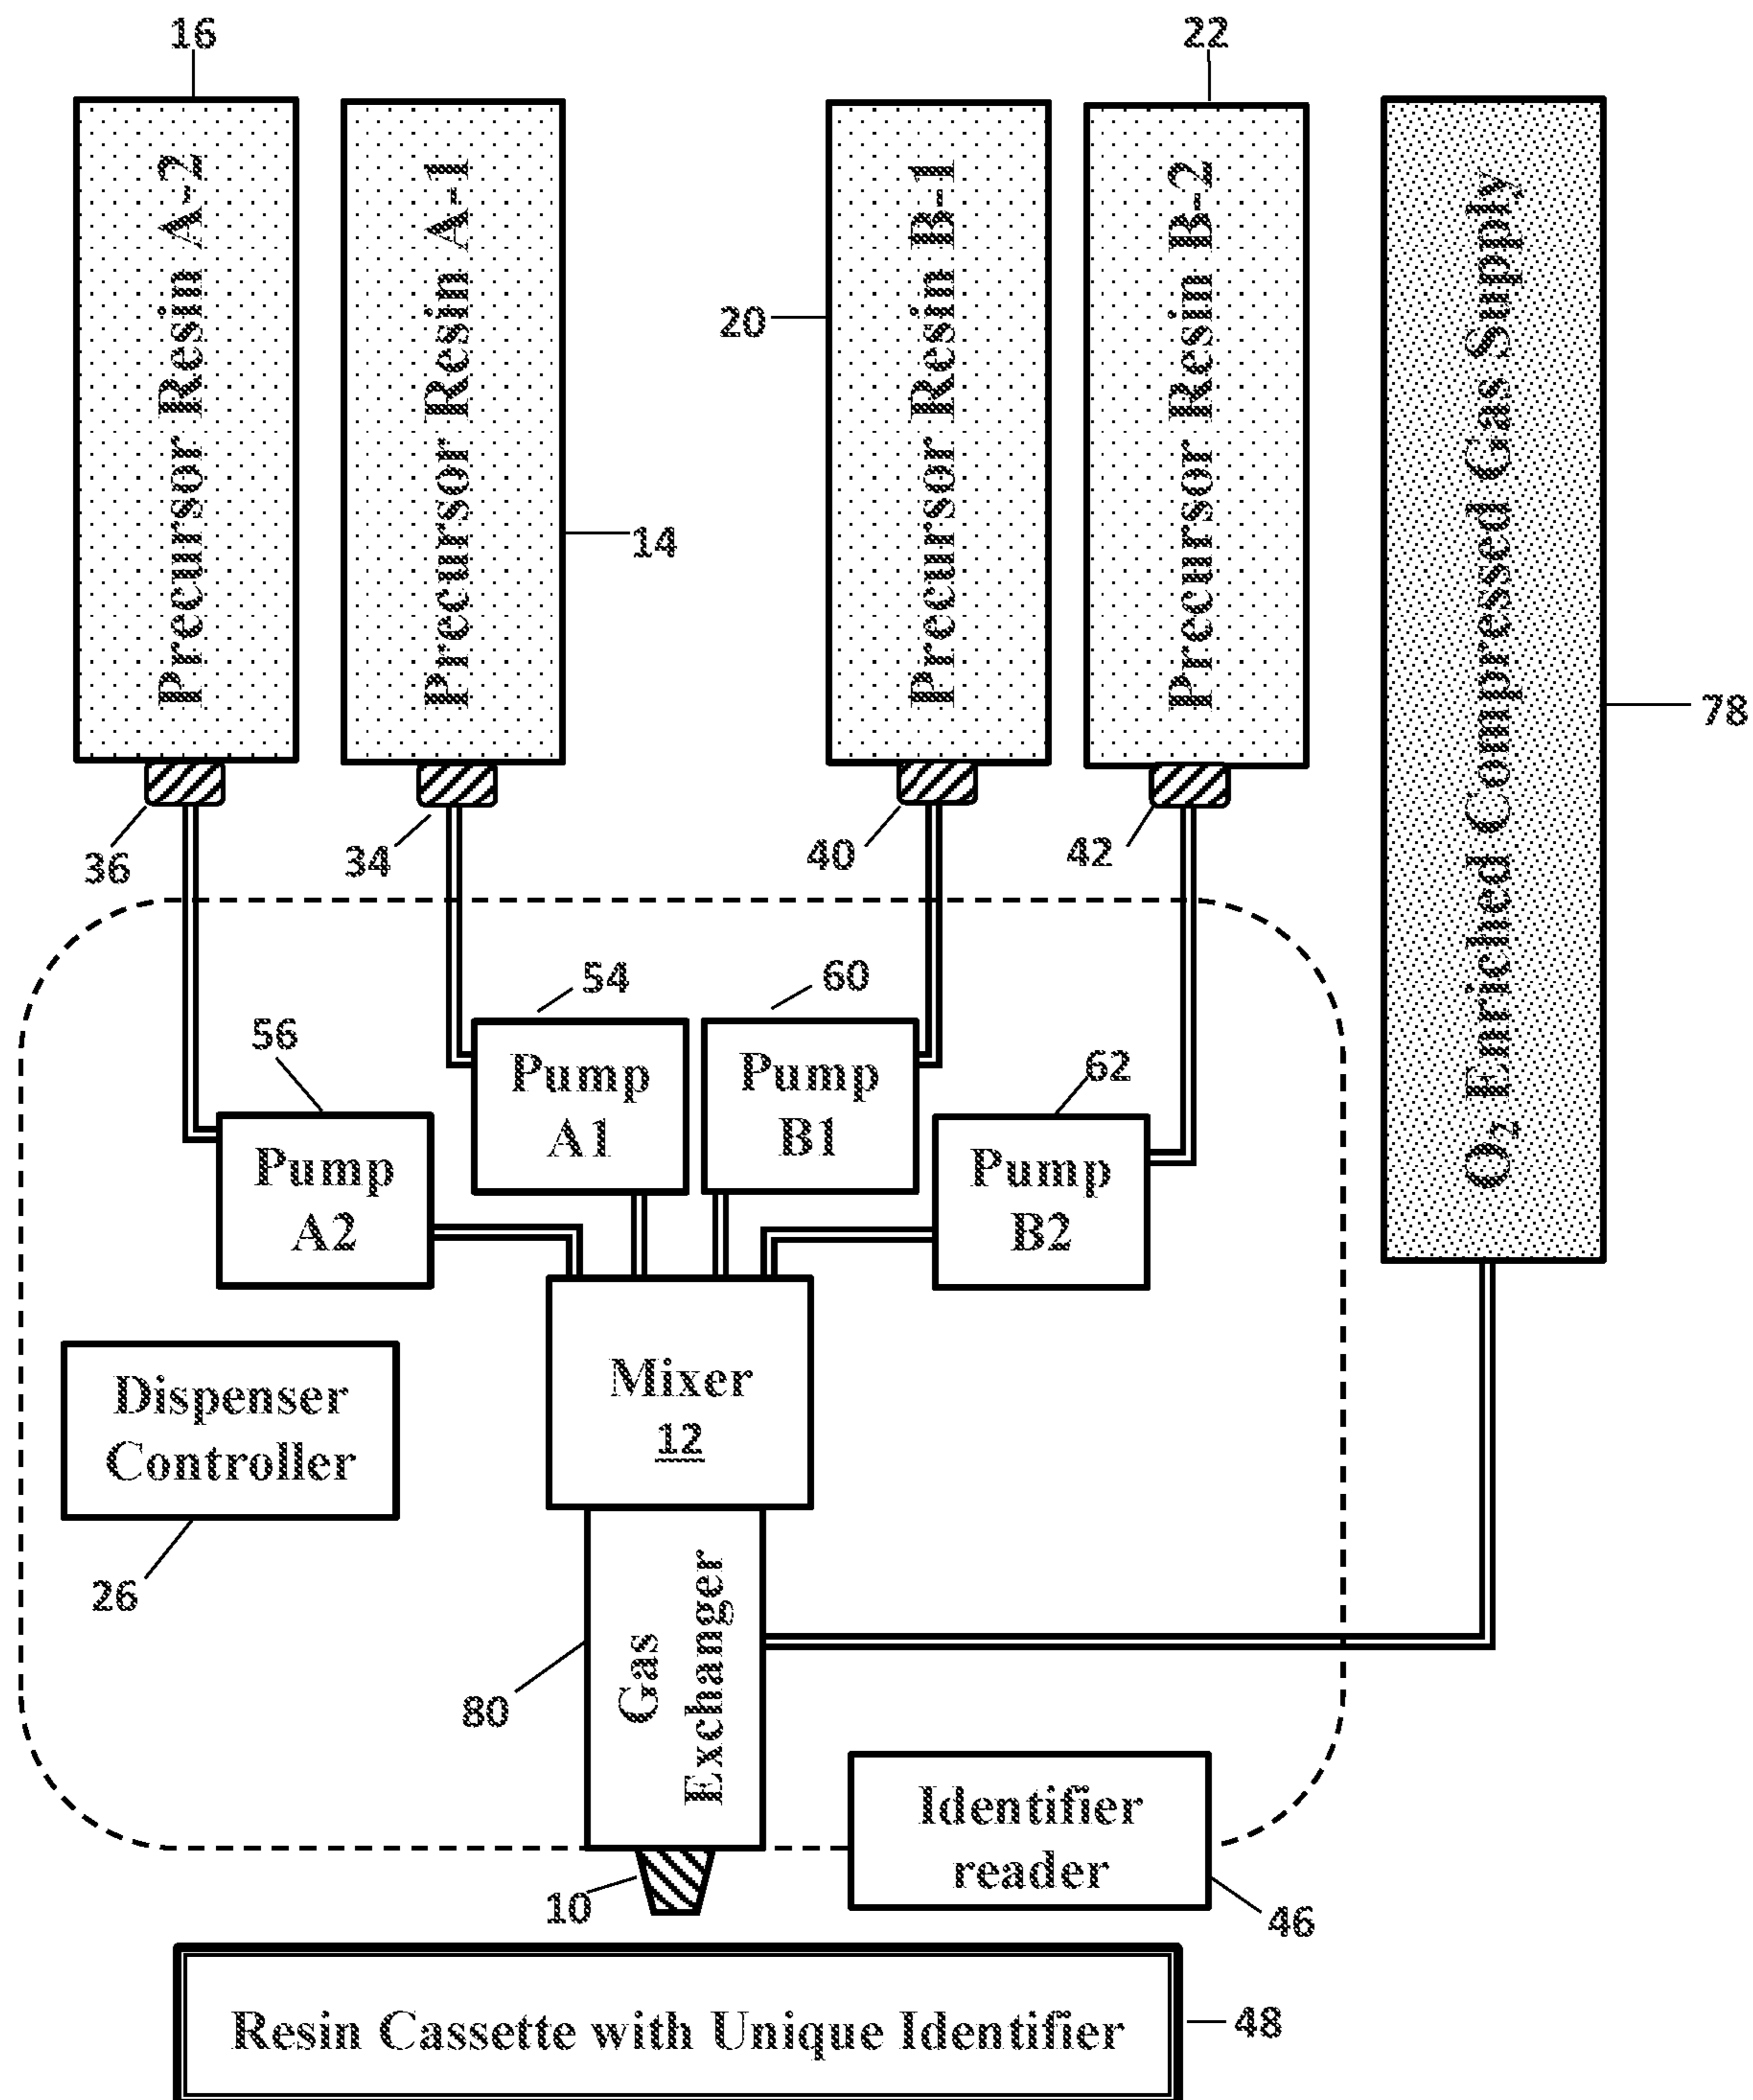 16
22
Precursor Resin A-2
Precursor Resin A-1
Precursor Resin B-1
Precursor Resin B-2
O2 Enriched Compressed Gas Supply
20
14
78
36
34
40
42
54
60
56
62
Pump
A1
Pump
B1
Pump
A2
Pump
B2
Mixer
12
Dispenser
Controller
26
Gas
Exchanger
80
Identifier
reader
10
46
Resin Cassette with Unique Identifier
48